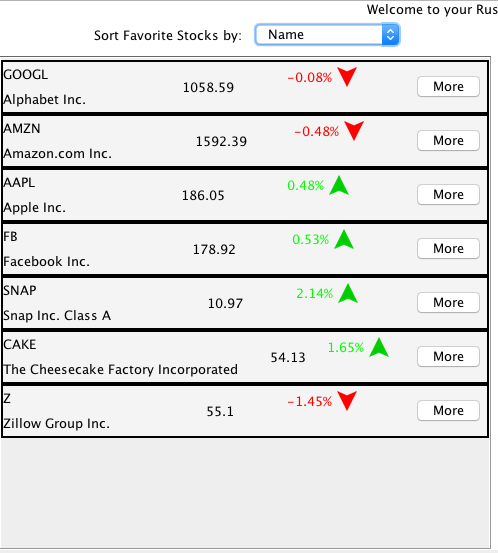 Welcome to your Rus
Sort Favorite Stocks by: Name
GOOGL
Alphabet Inc.
1058.59
-0.08%
More
AMZN
Amazon.com Inc.
1592.39
-0.48%
More
AAPL
Apple Inc.
186.05
0.48%
More
FB
Facebook Inc.
178.92
0.53%
More
SNAP
Snap Inc. Class A
10.97
2.14%
More
CAKE
The Cheesecake Factory Incorporated
54.13
1.65%
More
Z
Zillow Group Inc.
55.1
-1.45%
More